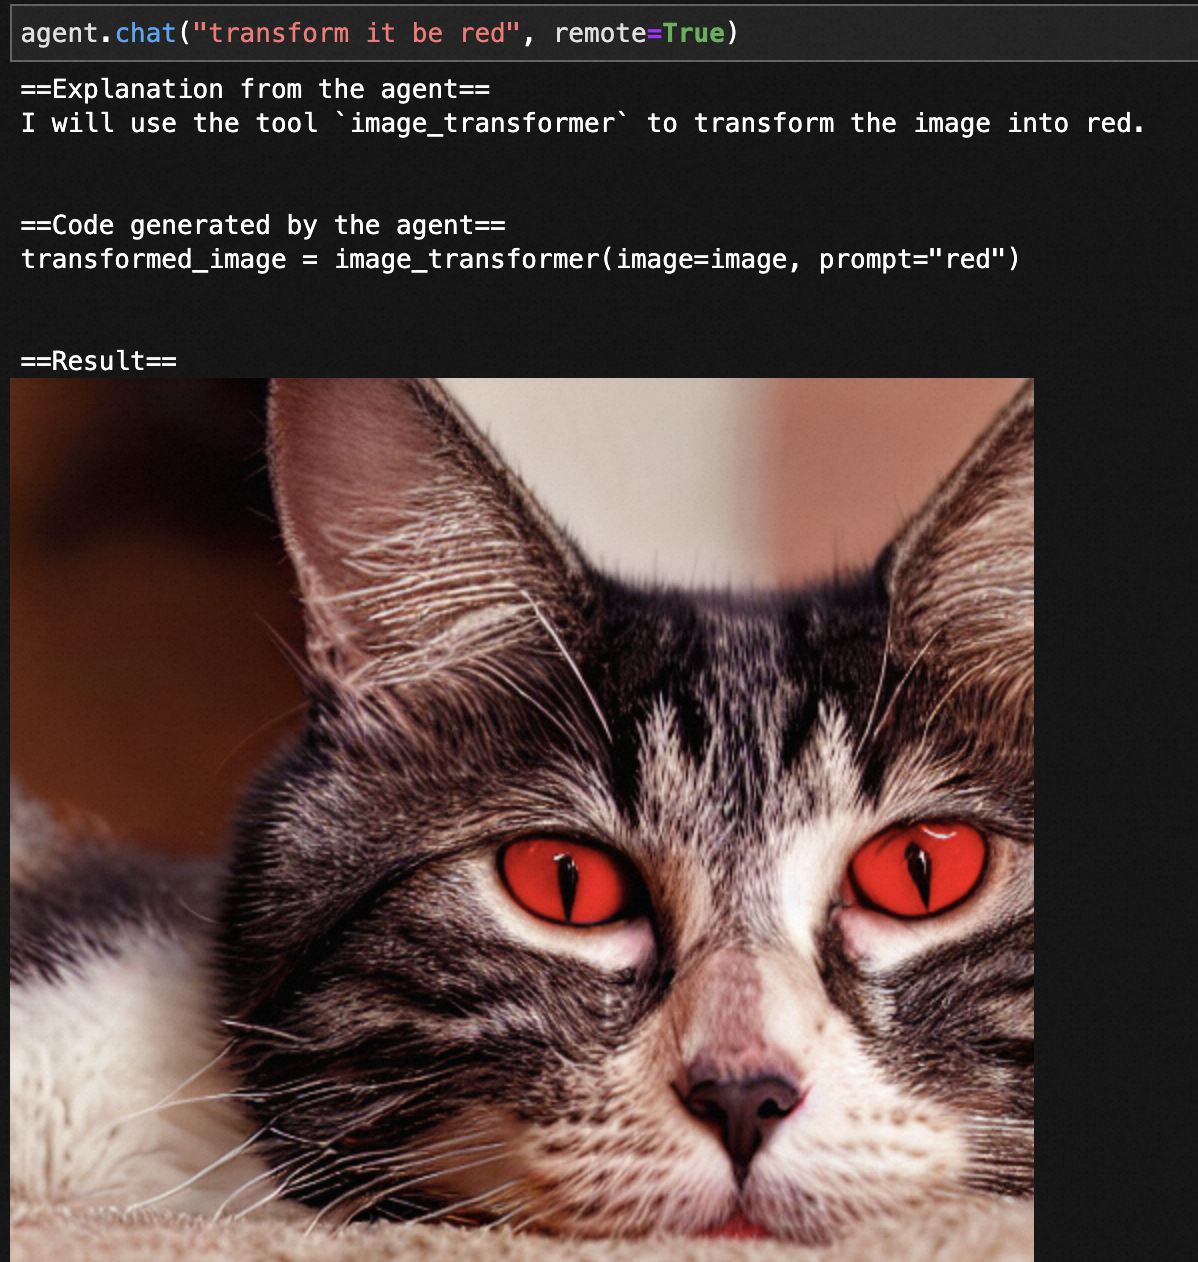 agent.chat("transform it be red", remote=True)
==Explanation from the agent==
I will use the tool `image_transformer` to transform the image into red.
==Code generated by the agent==
transformed_image = image_transformer(image=image, prompt="red")
==Result==